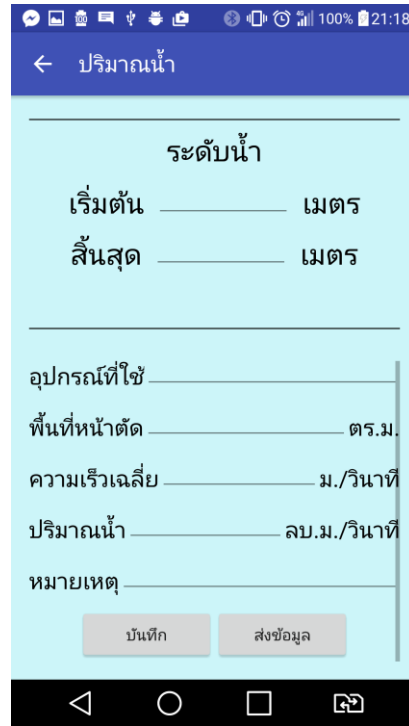 100% 21:18
ปริมาณน้ำ
ระดับน้ำ
เริ่มต้น เมตร
สิ้นสุด เมตร
อุปกรณ์ที่ใช้
พื้นที่หน้าตัด ตร.ม.
ความเร็วเฉลี่ย ม./วินาที
ปริมาณน้ำ ลบ.ม./วินาที
หมายเหตุ
บันทึก ส่งข้อมูล